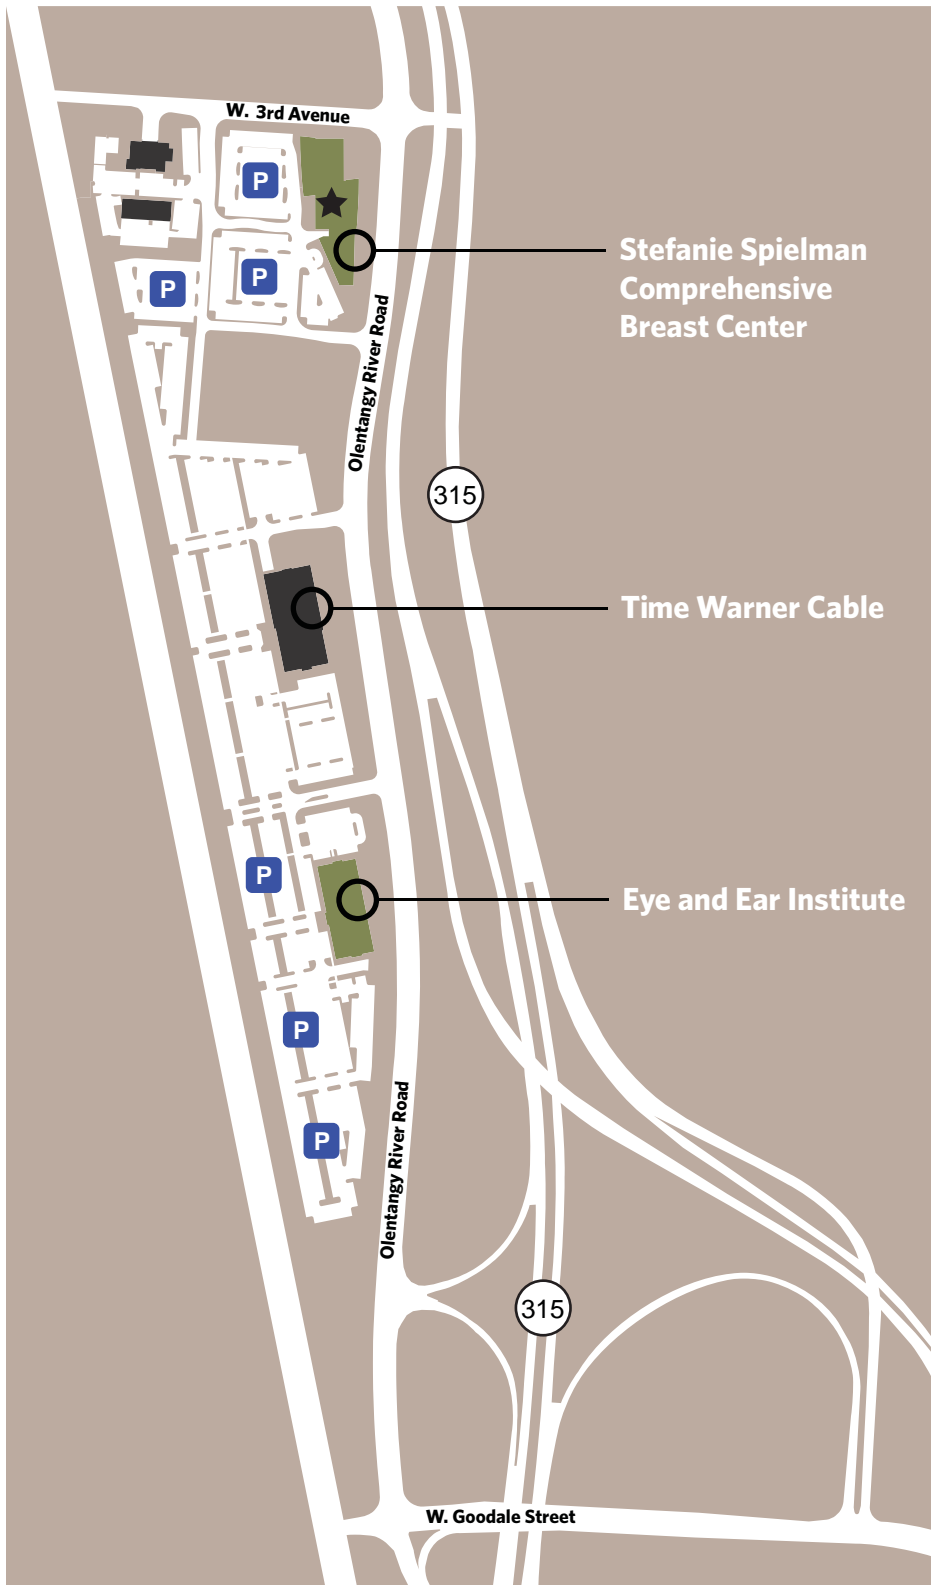 W. 3rd Avenue
P
Stefanie Spielman
Comprehensive
Breast Center
P
P
Olentangy River Road
315
Time Warner Cable
P
Eye and Ear Institute
P
P
Olentangy River Road
315
W. Goodale Street